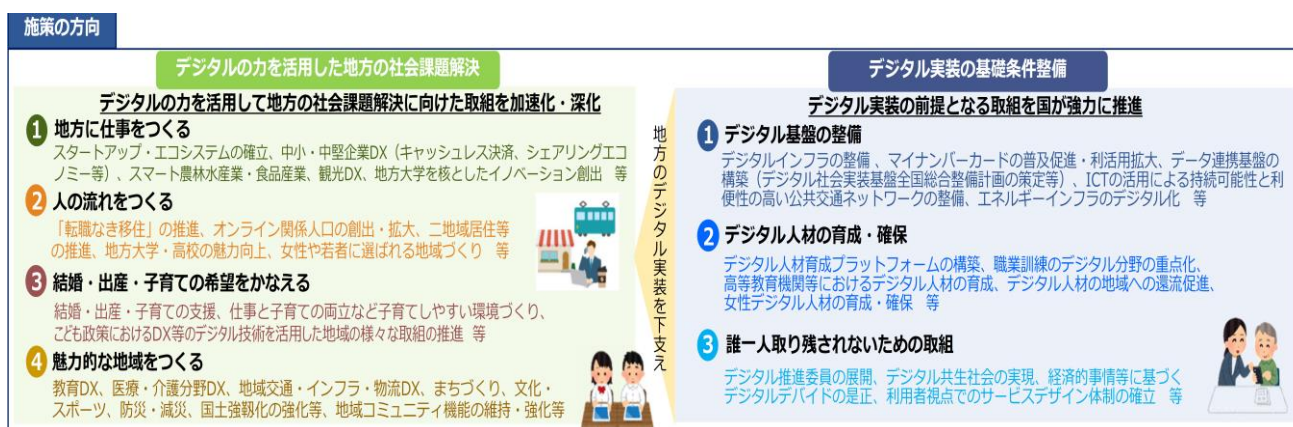 施策の方向
デジタルの力を活用した地方の社会課題解決
デジタルの力を活用して地方の社会課題解決に向けた取組を加速化・深化
1 地方に仕事をつくる
スタートアップ・エコシステムの確立、中小・中堅企業DX（キャッシュレス決済、シェアリングエコ
ノミー等）、スマート農林水産業・食品産業、観光DX、地方大学を核としたイノベーション創出 等
2 人の流れをつくる
「転職なき移住」の推進、オンライン関係人口の創出・拡大、二地域居住等
の推進、地方大学・高校の魅力向上、女性や若者に選ばれる地域づくり 等
3 結婚・出産・子育ての希望をかなえる
結婚・出産・子育ての支援、仕事と子育ての両立など子育てしやすい環境づくり、
こども政策におけるDX等のデジタル技術を活用した地域の様々な取組の推進 等
4 魅力的な地域をつくる
教育DX、医療・介護分野DX、地域交通・インフラ・物流DX、まちづくり、文化・
スポーツ、防災・減災、国土強靱化の強化等、地域コミュニティ機能の維持・強化等
地方のデジタル実装を下支え
デジタル実装の基礎条件整備
デジタル実装の前提となる取組を国が強力に推進
1 デジタル基盤の整備
デジタルインフラの整備、マイナンバーカードの普及促進・利活用拡大、データ連携基盤の
構築（デジタル社会実装基盤全国総合整備計画の策定等）、ICTの活用による持続可能性と利
便性の高い公共交通ネットワークの整備、エネルギーインフラのデジタル化 等
2 デジタル人材の育成・確保
デジタル人材育成プラットフォームの構築、職業訓練のデジタル分野の重点化、
高等教育機関等におけるデジタル人材の育成、デジタル人材の地域への還流促進、
女性デジタル人材の育成・確保 等
3 誰一人取り残されないための取組
デジタル推進委員の展開、デジタル共生社会の実現、経済的事情等に基づく
デジタルデバイドの是正、利用者視点でのサービスデザイン体制の確立 等